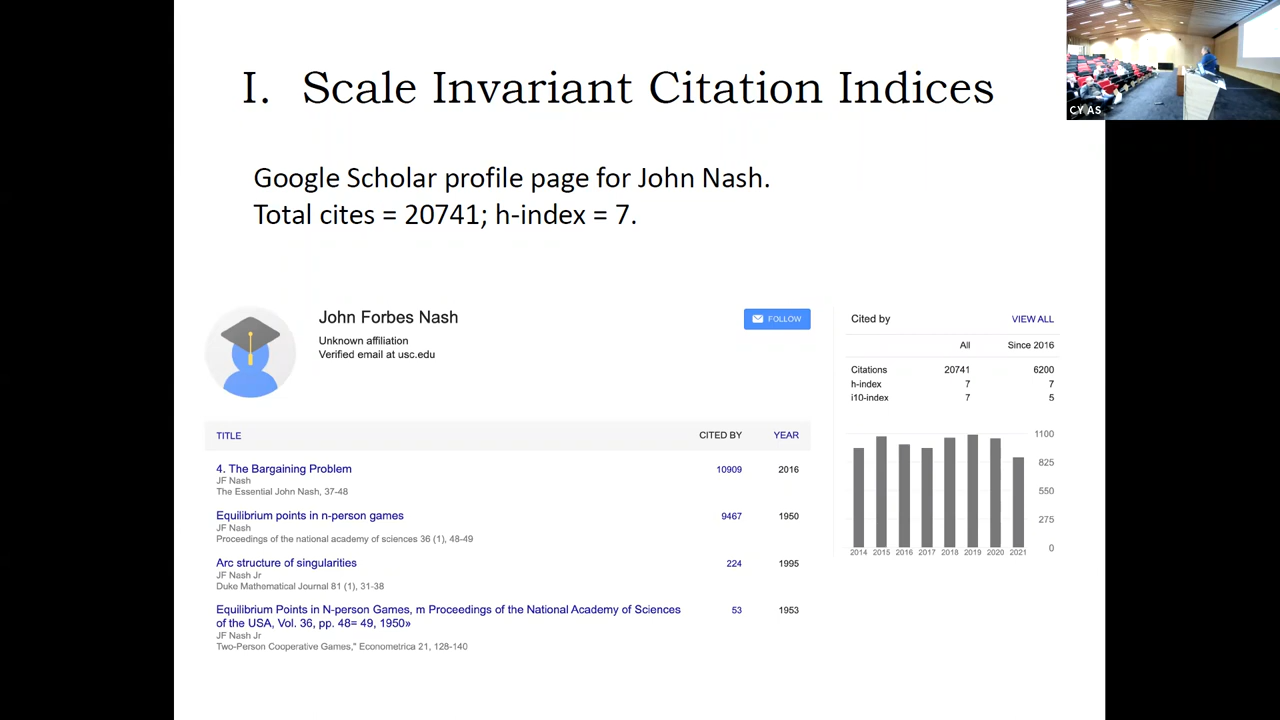 I. Scale Invariant Citation Indices
CY AS
Google Scholar profile page for John Nash.
Total cites = 20741; h-index = 7.
John Forbes Nash
Unknown affiliation
Verified email at usc.edu
FOLLOW
TITLE CITED BY YEAR
4. The Bargaining Problem 10909 2016
JF Nash
The Essential John Nash, 37-48
Equilibrium points in n-person games 9467 1950
JF Nash
Proceedings of the national academy of sciences 36 (1), 48-49
Arc structure of singularities 224 1995
JF Nash Jr
Duke Mathematical Journal 81 (1), 31-38
Equilibrium Points in N-person Games, m Proceedings of the National Academy of Sciences 53 1953
of the USA, Vol. 36, pp. 48= 49, 1950»
JF Nash Jr
Two-Person Cooperative Games," Econometrica 21, 128-140
Cited by VIEW ALL
All Since 2016
Citations 20741 6200
h-index 7 7
i10-index 7 5
1100
825
550
275
0
2014 2015 2016 2017 2018 2019 2020 2021